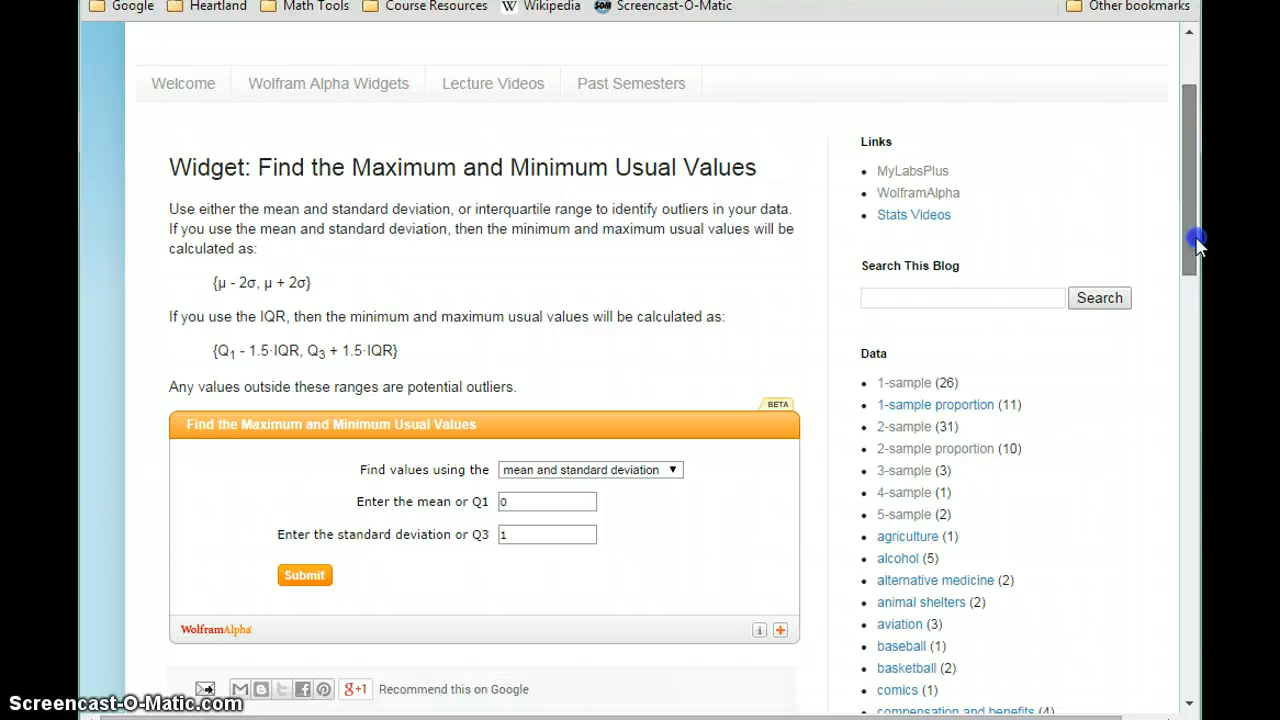 Google Heartland Math Tools Course Resources Wikipedia Screencast-O-Matic Other bookmarks
Welcome Wolfram Alpha Widgets Lecture Videos Past Semesters
Widget: Find the Maximum and Minimum Usual Values
Use either the mean and standard deviation, or interquartile range to identify outliers in your data.
If you use the mean and standard deviation, then the minimum and maximum usual values will be
calculated as:
{μ - 2σ, μ + 2σ}
If you use the IQR, then the minimum and maximum usual values will be calculated as:
{Q1 - 1.5·IQR, Q3 + 1.5·IQR}
Any values outside these ranges are potential outliers.
BETA
Find the Maximum and Minimum Usual Values
Find values using the mean and standard deviation
Enter the mean or Q1 0
Enter the standard deviation or Q3 1
Submit
WolframAlpha
g+1 Recommend this on Google
Links
MyLabsPlus
WolframAlpha
Stats Videos
Search This Blog
Search
Data
1-sample (26)
1-sample proportion (11)
2-sample (31)
2-sample proportion (10)
3-sample (3)
4-sample (1)
5-sample (2)
agriculture (1)
alcohol (5)
alternative medicine (2)
animal shelters (2)
aviation (3)
baseball (1)
basketball (2)
comics (1)
compensation and benefits (4)
Screencast-O-Matic.com